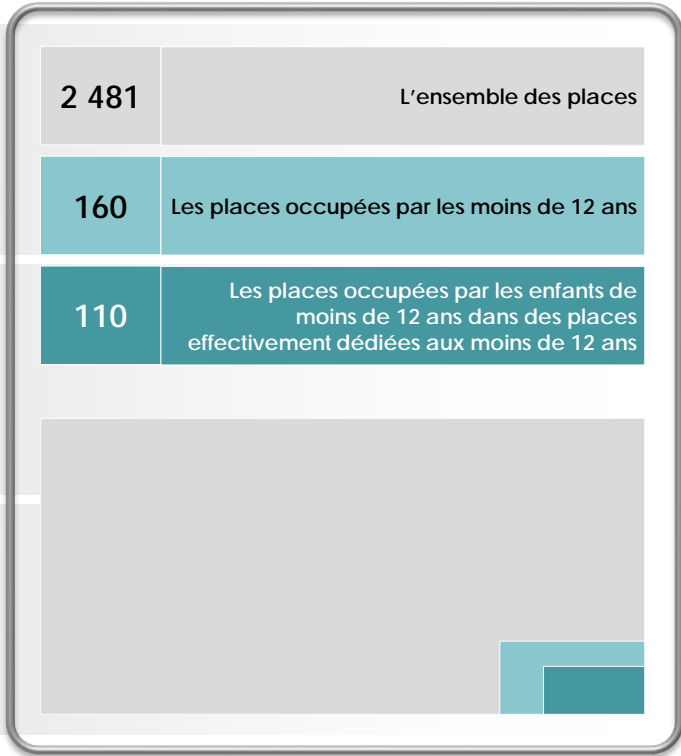 2 481
L'ensemble des places
160
Les places occupées par les moins de 12 ans
110
Les places occupées par les enfants de
moins de 12 ans dans des places
effectivement dédiées aux moins de 12 ans